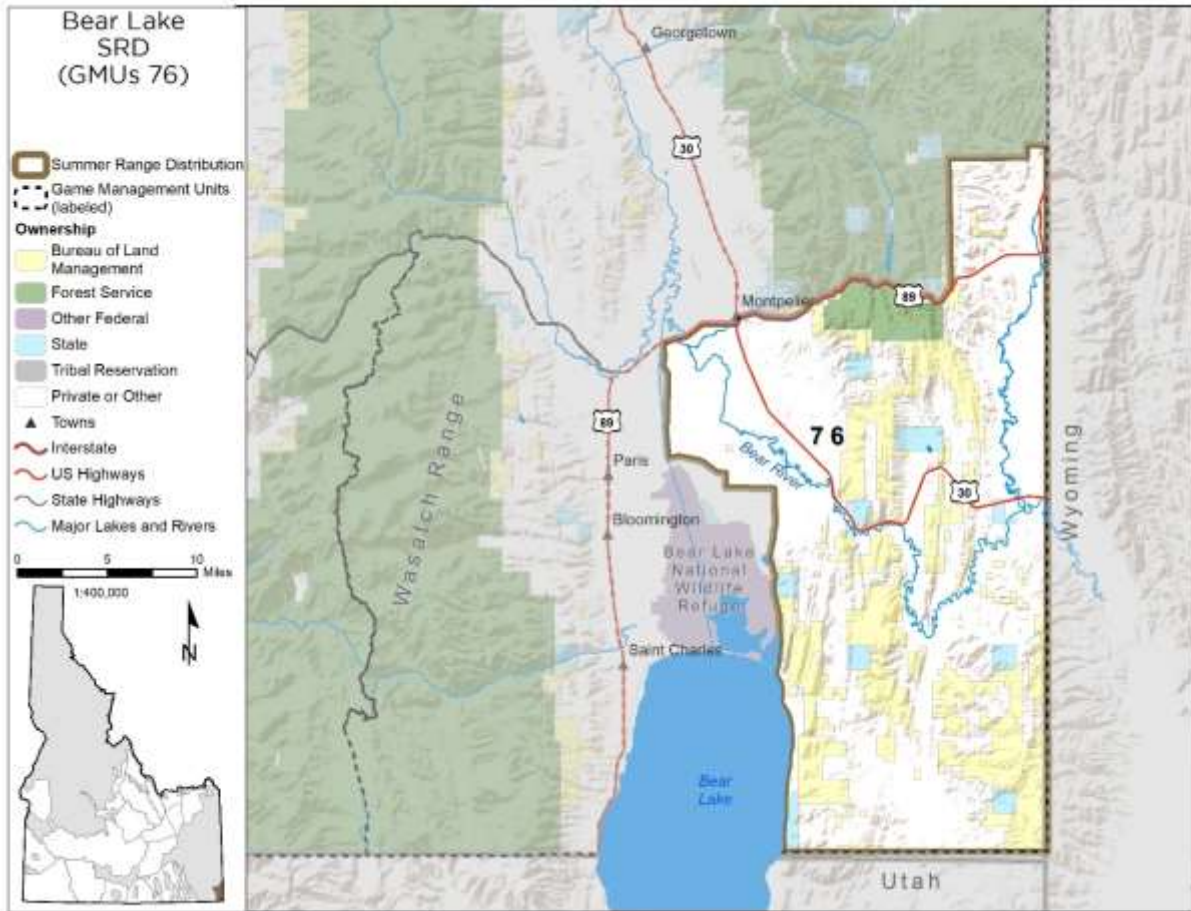 Bear Lake
SRD
(GMUs 76)
Summer Range Distribution
Game Management Units
(labeled)
Ownership
Bureau of Land
Management
Forest Service
Other Federal
State
Tribal Reservation
Private or Other
Towns
Interstate
US Highways
State Highways
Major Lakes and Rivers
0 5 10
Miles
1:400,000
N
Georgetown
30
Montpelier
89
Wasatch Range
89
Paris
76
Bear River
30
Wyoming
Bloomington
Bear Lake
National
Wildlife
Refuge
Saint Charles
Bear
Lake
Utah